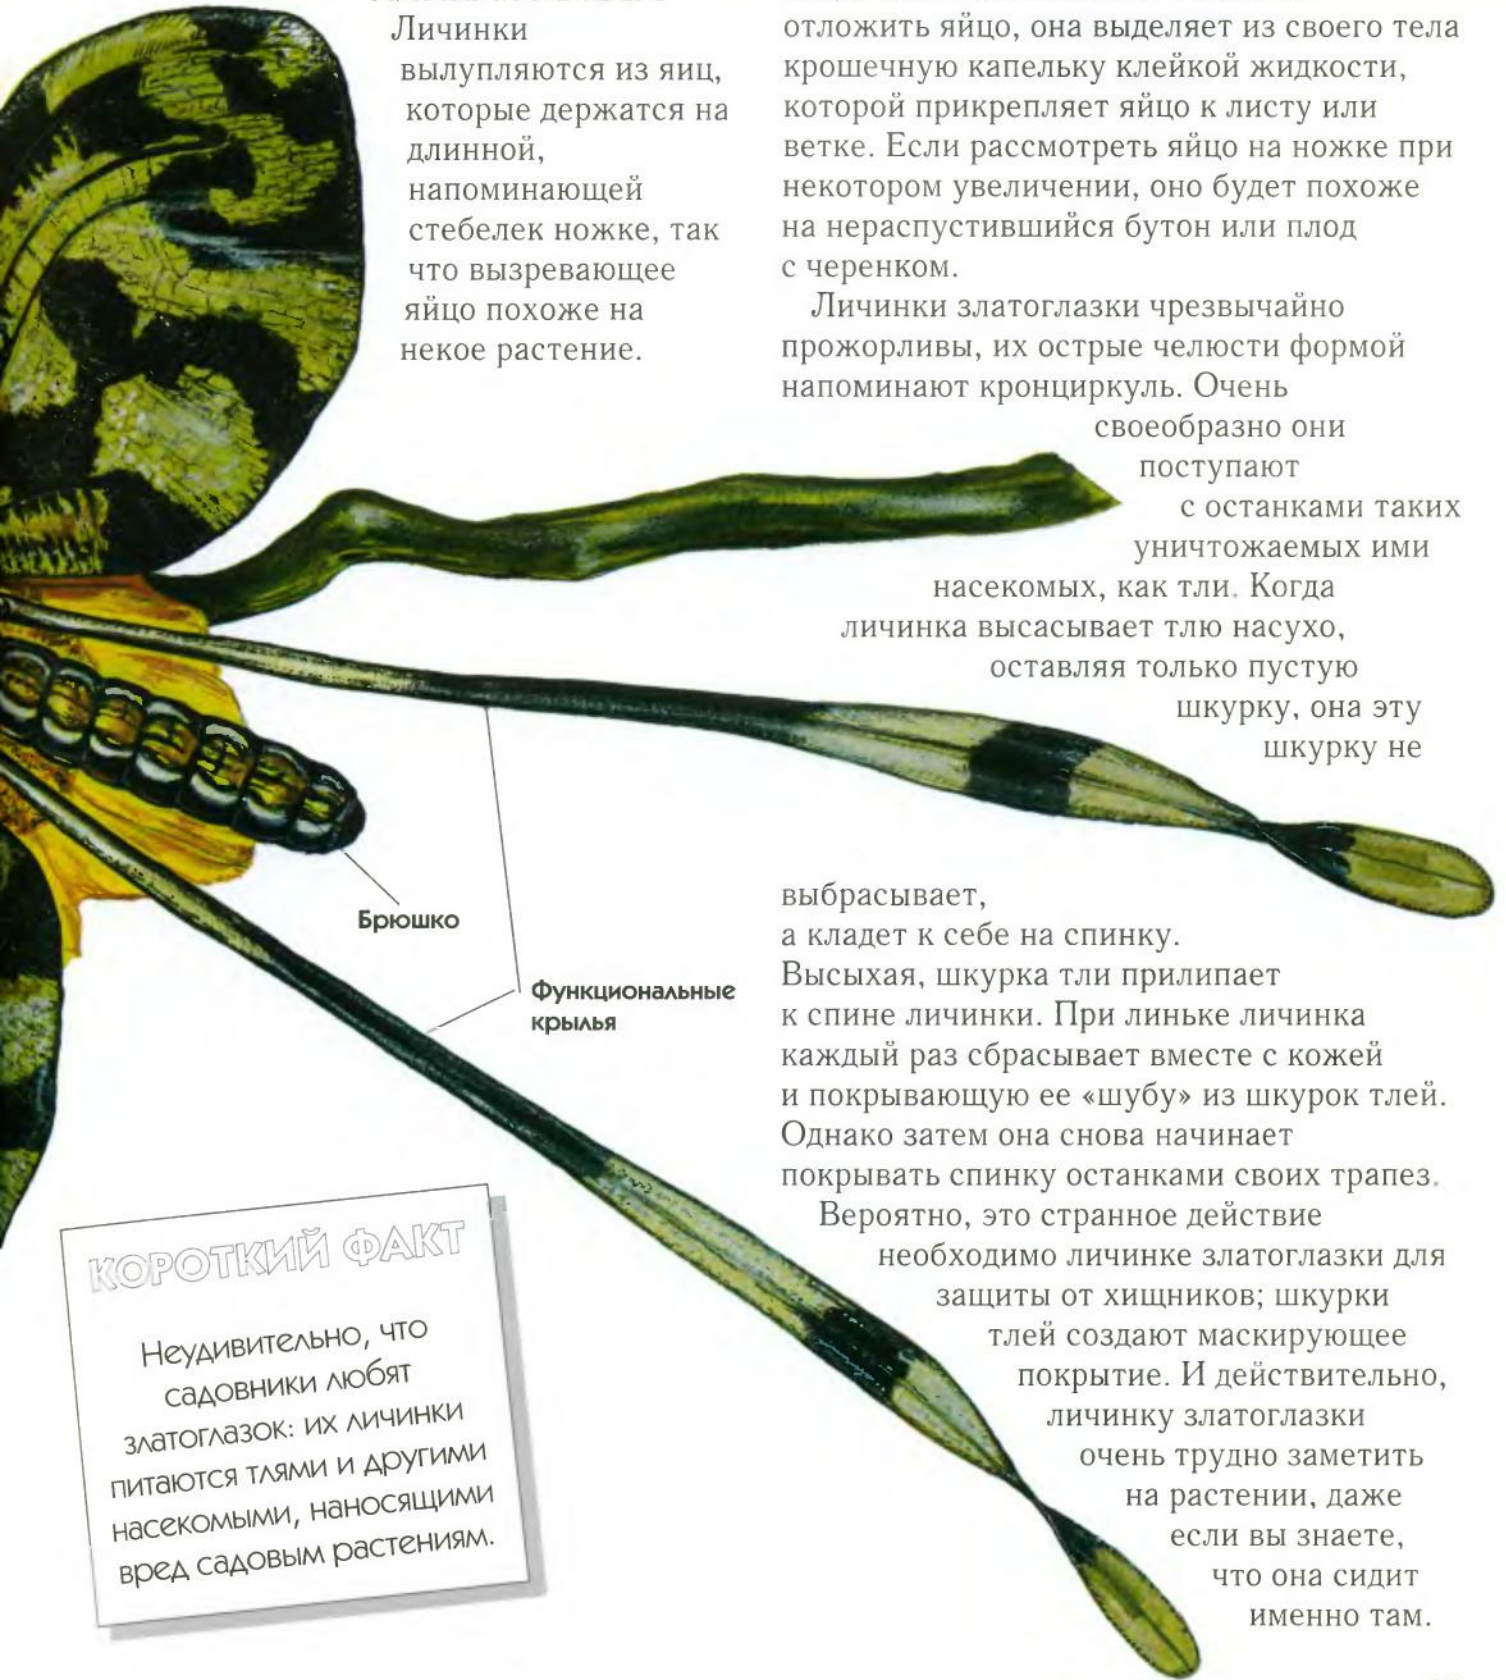 Личинки
вылупляются из яиц,
которые держатся на
длинной,
напоминающей
стебелек ножке, так
что вызревающее
яйцо похоже на
некое растение.
отложить яйцо, она выделяет из своего тела
крошечную капельку клейкой жидкости,
которой прикрепляет яйцо к листу или
ветке. Если рассмотреть яйцо на ножке при
некотором увеличении, оно будет похоже
на нераспустившийся бутон или плод
с черенком.
Личинки златоглазки чрезвычайно
прожорливы, их острые челюсти формой
напоминают кронциркуль. Очень
своеобразно они
поступают
с останками таких
уничтожаемых ими
насекомых, как тли. Когда
личинка высасывает тлю насухо,
оставляя только пустую
шкурку, она эту
шкурку не
выбрасывает,
а кладет к себе на спинку.
Высыхая, шкурка тли прилипает
к спине личинки. При линьке личинка
каждый раз сбрасывает вместе с кожей
и покрывающую ее «шубу» из шкурок тлей.
Однако затем она снова начинает
покрывать спинку останками своих трапез.
Вероятно, это странное действие
необходимо личинке златоглазки для
защиты от хищников; шкурки
тлей создают маскирующее
покрытие. И действительно,
личинку златоглазки
очень трудно заметить
на растении, даже
если вы знаете,
что она сидит
именно там.
Брюшко
Функциональные
крылья
КОРОТКИЙ ФАКТ
Неудивительно, что
садовники любят
златоглазок: их личинки
питаются тлями и другими
насекомыми, наносящими
вред садовым растениям.